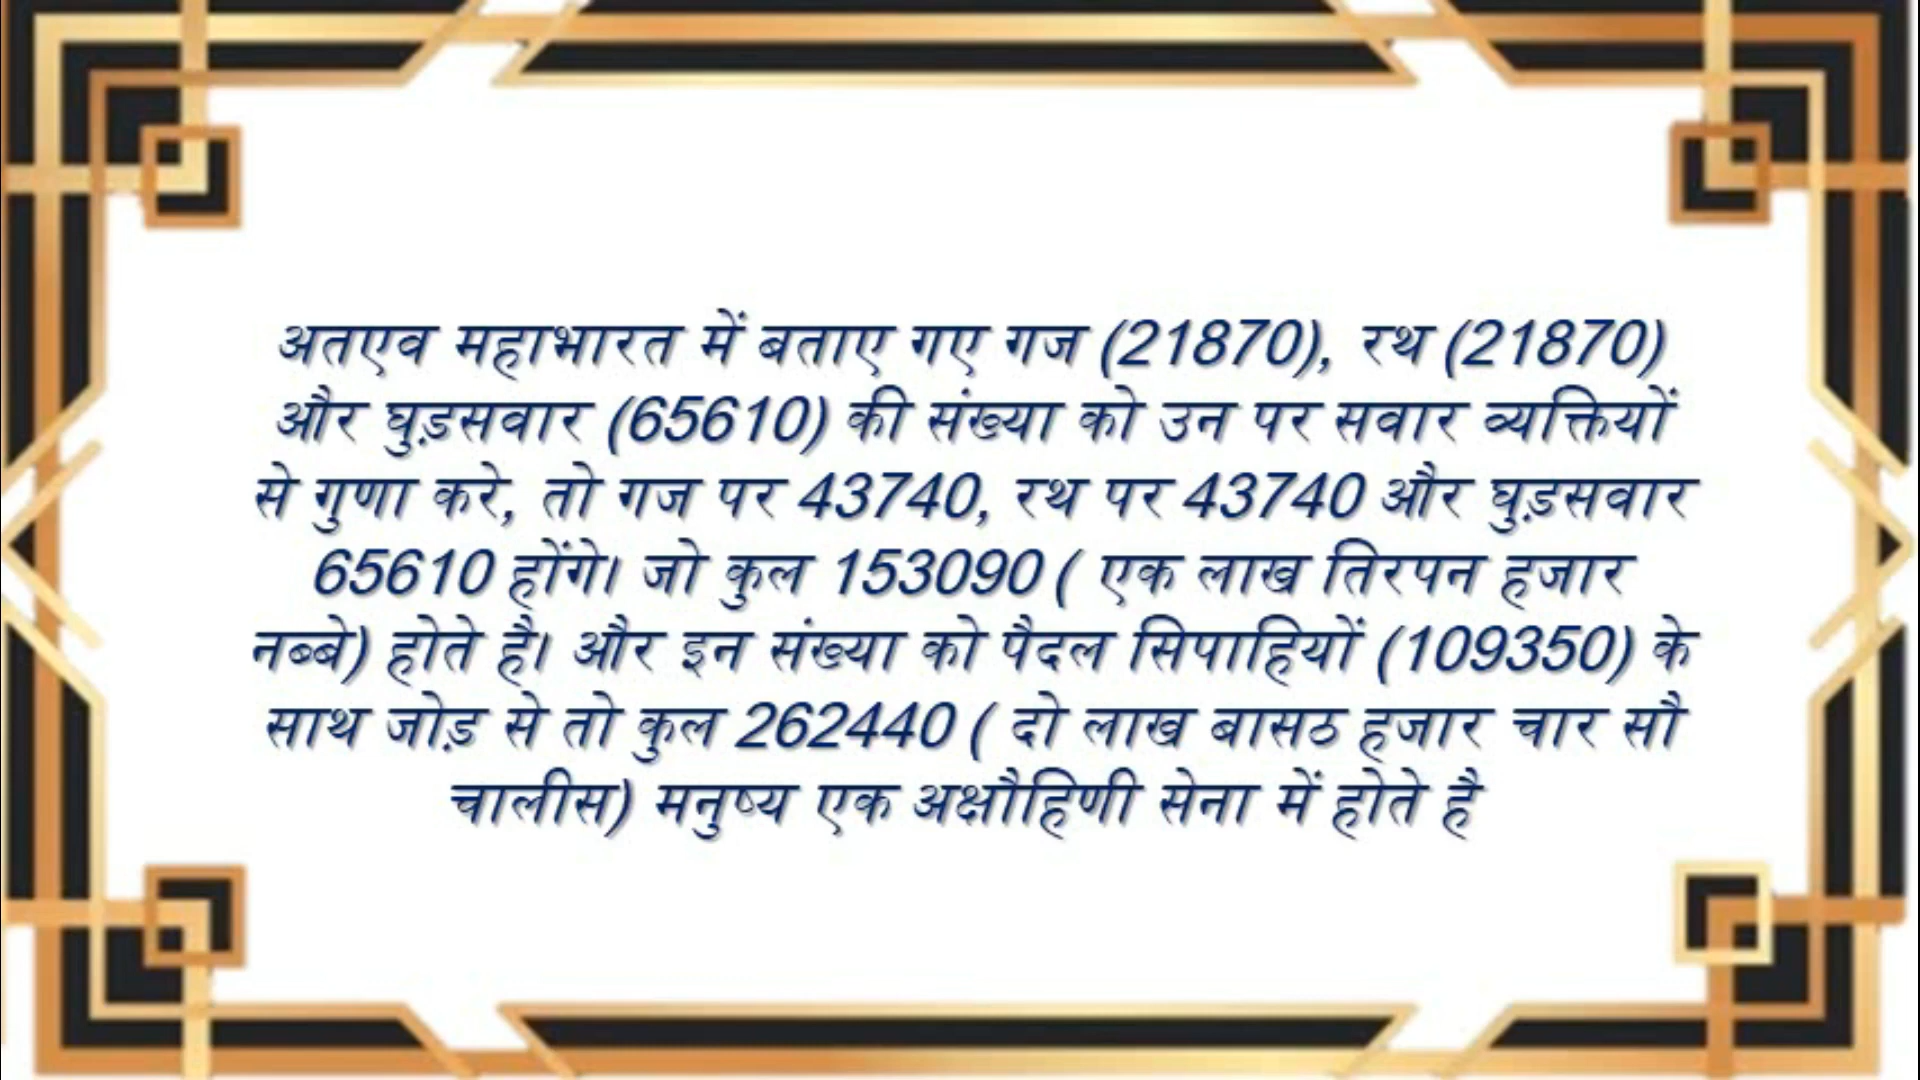 अतएव महाभारत में बताए गए गज (21870), रथ (21870)
और घुड़सवार (65610) की संख्या को उन पर सवार व्यक्तियों
से गुणा करे, तो गज पर 43740, रथ पर 43740 और घुड़सवार
65610 होंगे। जो कुल 153090 ( एक लाख तिरपन हजार
नब्बे) होते है। और इन संख्या को पैदल सिपाहियों (109350) के
साथ जोड़ से तो कुल 262440 ( दो लाख बासठ हजार चार सौ
चालीस) मनुष्य एक अक्षौहिणी सेना में होते है